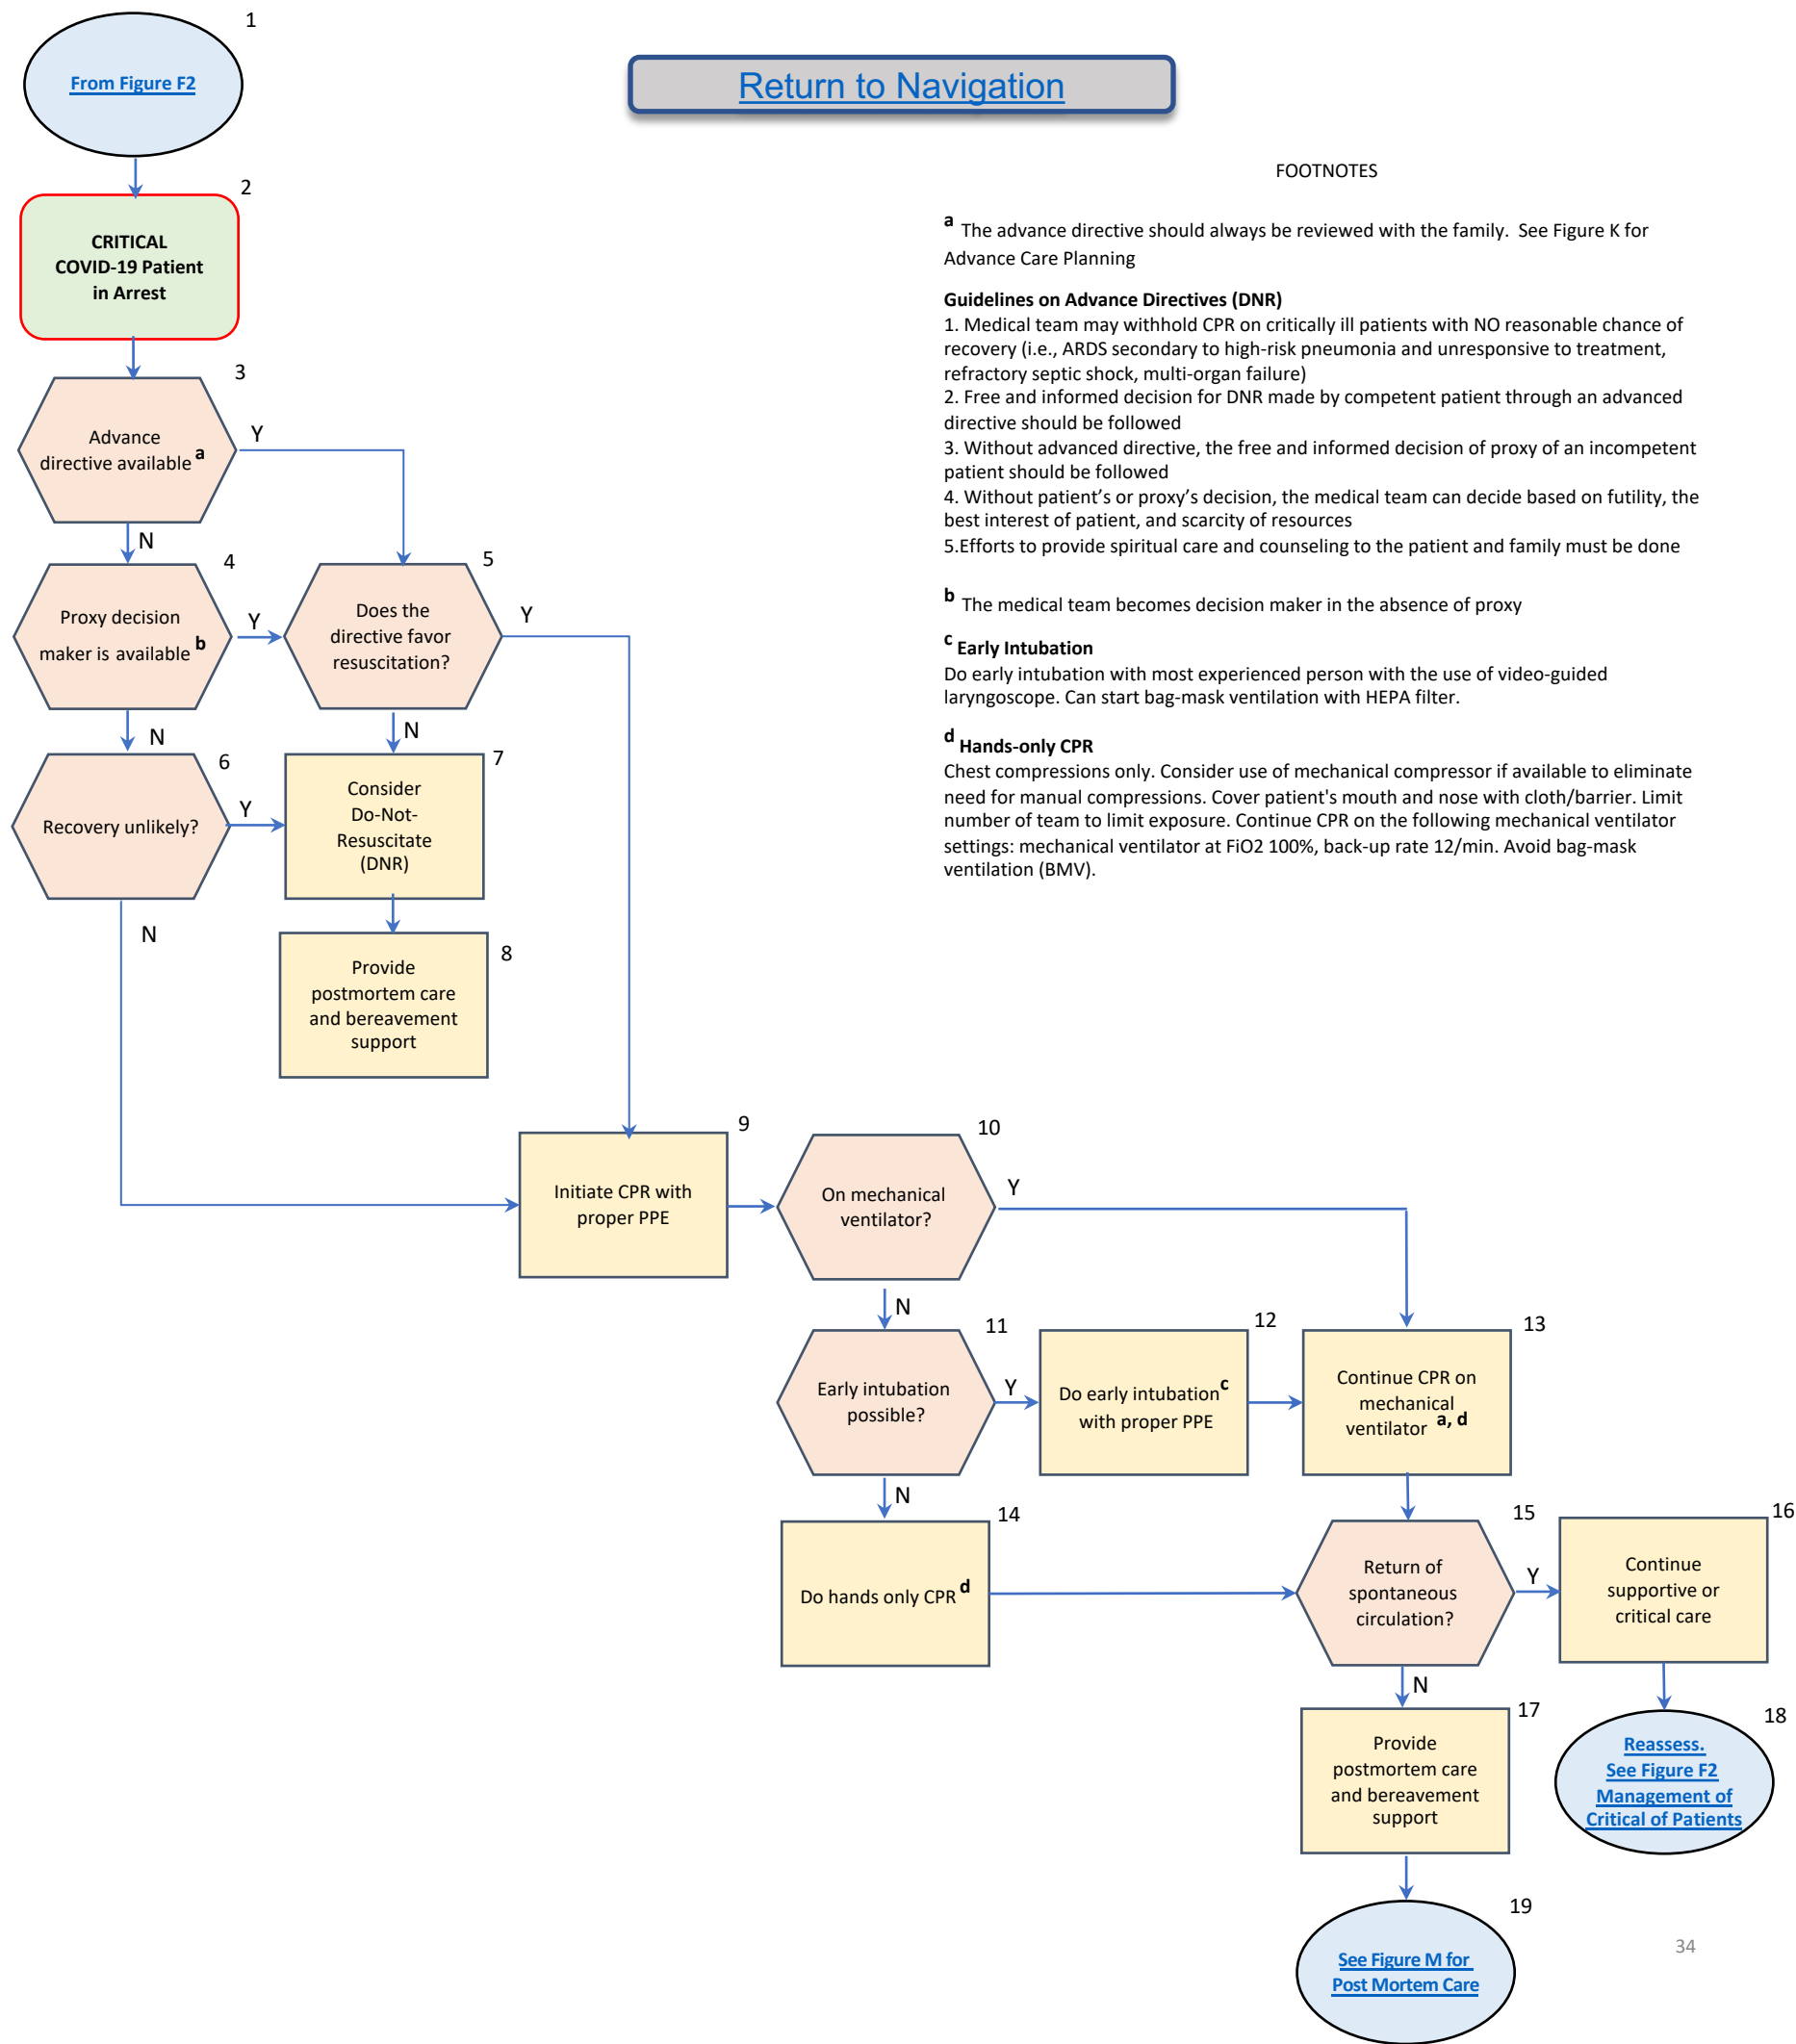 1
From Figure F2
Return to Navigation
2
CRITICAL
COVID-19 Patient
in Arrest
3
Advance
directive available a
Y
N
4
Proxy decision
maker is available b
Y
N
5
Does the
directive favor
resuscitation?
Y
N
6
Recovery unlikely?
Y
N
7
Consider
Do-Not-
Resuscitate
(DNR)
8
Provide
postmortem care
and bereavement
support
9
Initiate CPR with
proper PPE
10
On mechanical
ventilator?
Y
N
11
Early intubation
possible?
Y
N
12
Do early intubation c
with proper PPE
13
Continue CPR on
mechanical
ventilator a, d
14
Do hands only CPR d
15
Return of
spontaneous
circulation?
Y
N
16
Continue
supportive or
critical care
17
Provide
postmortem care
and bereavement
support
18
Reassess.
See Figure F2
Management of
Critical of Patients
19
See Figure M for
Post Mortem Care
FOOTNOTES
a The advance directive should always be reviewed with the family. See Figure K for
Advance Care Planning
Guidelines on Advance Directives (DNR)
1. Medical team may withhold CPR on critically ill patients with NO reasonable chance of
recovery (i.e., ARDS secondary to high-risk pneumonia and unresponsive to treatment,
refractory septic shock, multi-organ failure)
2. Free and informed decision for DNR made by competent patient through an advanced
directive should be followed
3. Without advanced directive, the free and informed decision of proxy of an incompetent
patient should be followed
4. Without patient's or proxy's decision, the medical team can decide based on futility, the
best interest of patient, and scarcity of resources
5.Efforts to provide spiritual care and counseling to the patient and family must be done
b The medical team becomes decision maker in the absence of proxy
c Early Intubation
Do early intubation with most experienced person with the use of video-guided
laryngoscope. Can start bag-mask ventilation with HEPA filter.
d Hands-only CPR
Chest compressions only. Consider use of mechanical compressor if available to eliminate
need for manual compressions. Cover patient's mouth and nose with cloth/barrier. Limit
number of team to limit exposure. Continue CPR on the following mechanical ventilator
settings: mechanical ventilator at FiO2 100%, back-up rate 12/min. Avoid bag-mask
ventilation (BMV).
34